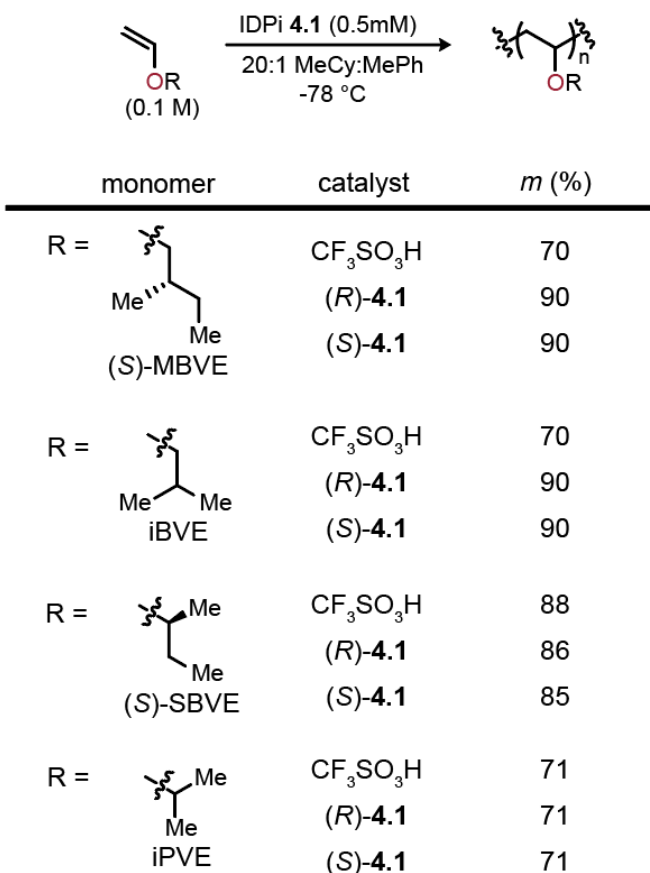 IDPi 4.1 (0.5mM)
20:1 MeCy:MePh
-78 °C
OR
(0.1 M)
n
OR
monomer catalyst m (%)
R =
Me
Me
(S)-MBVE
CF₃SO₃H 70
(R)-4.1 90
(S)-4.1 90
R =
Me Me
iBVE
CF₃SO₃H 70
(R)-4.1 90
(S)-4.1 90
R =
Me
Me
(S)-SBVE
CF₃SO₃H 88
(R)-4.1 86
(S)-4.1 85
R =
Me
Me
iPVE
CF₃SO₃H 71
(R)-4.1 71
(S)-4.1 71